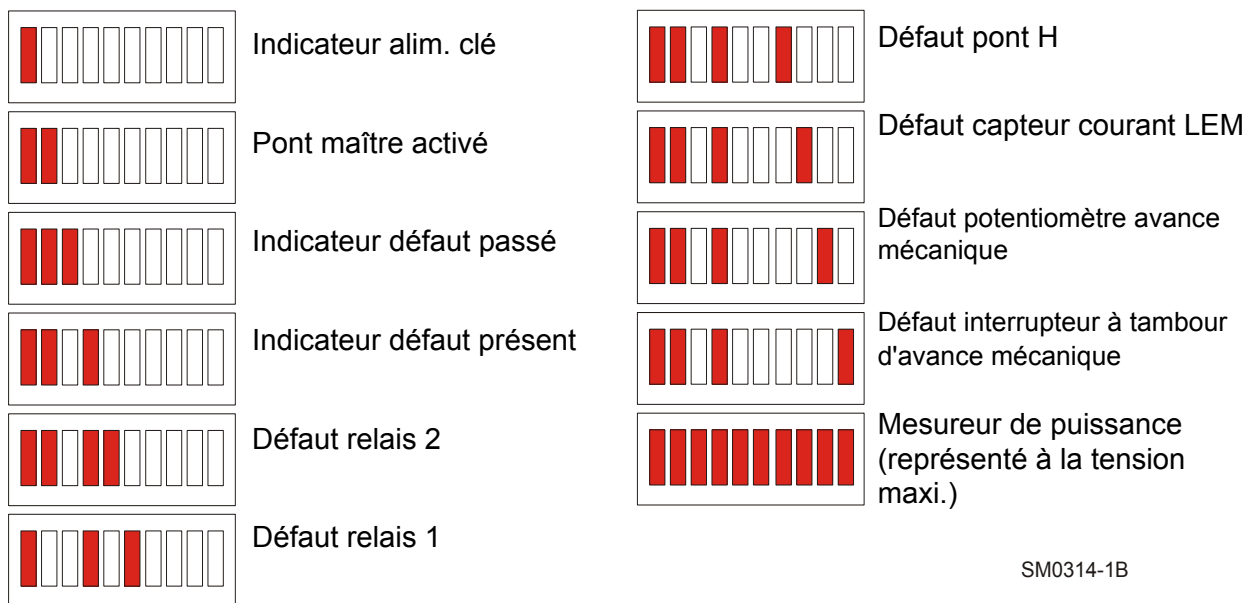 Indicateur alim. clé
Pont maître activé
Indicateur défaut passé
Indicateur défaut présent
Défaut relais 2
Défaut relais 1
Défaut pont H
Défaut capteur courant LEM
Défaut potentiomètre avance
mécanique
Défaut interrupteur à tambour
d'avance mécanique
Mesureur de puissance
(représenté à la tension
maxi.)
SM0314-1B